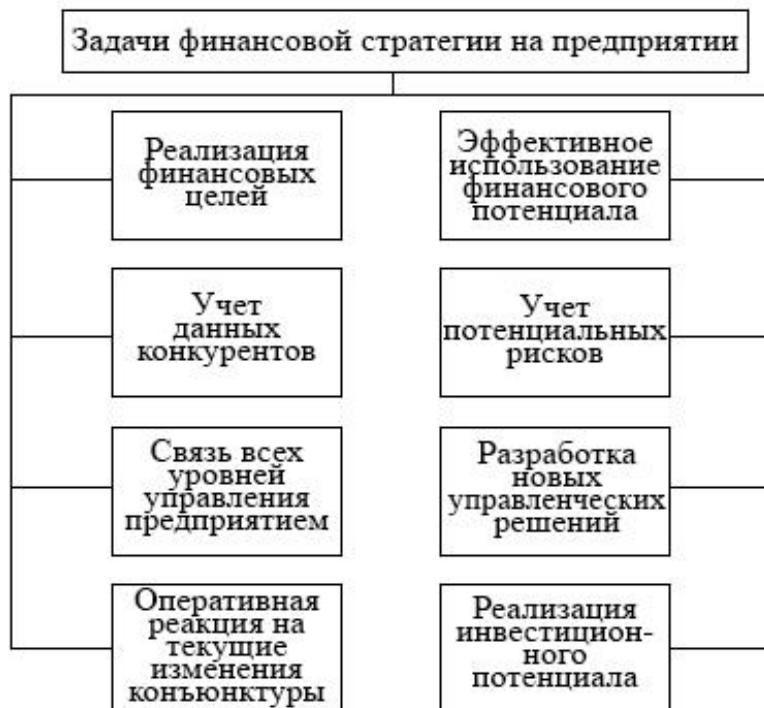 Задачи финансовой стратегии на предприятии
Реализация
финансовых
целей
Эффективное
использование
финансового
потенциала
Учет
данных
конкурентов
Учет
потенциальных
рисков
Связь всех
уровней
управления
предприятием
Разработка
новых
управленческих
решений
Оперативная
реакция на
текущие
изменения
конъюнктуры
Реализация
инвестицион-
ного
потенциала